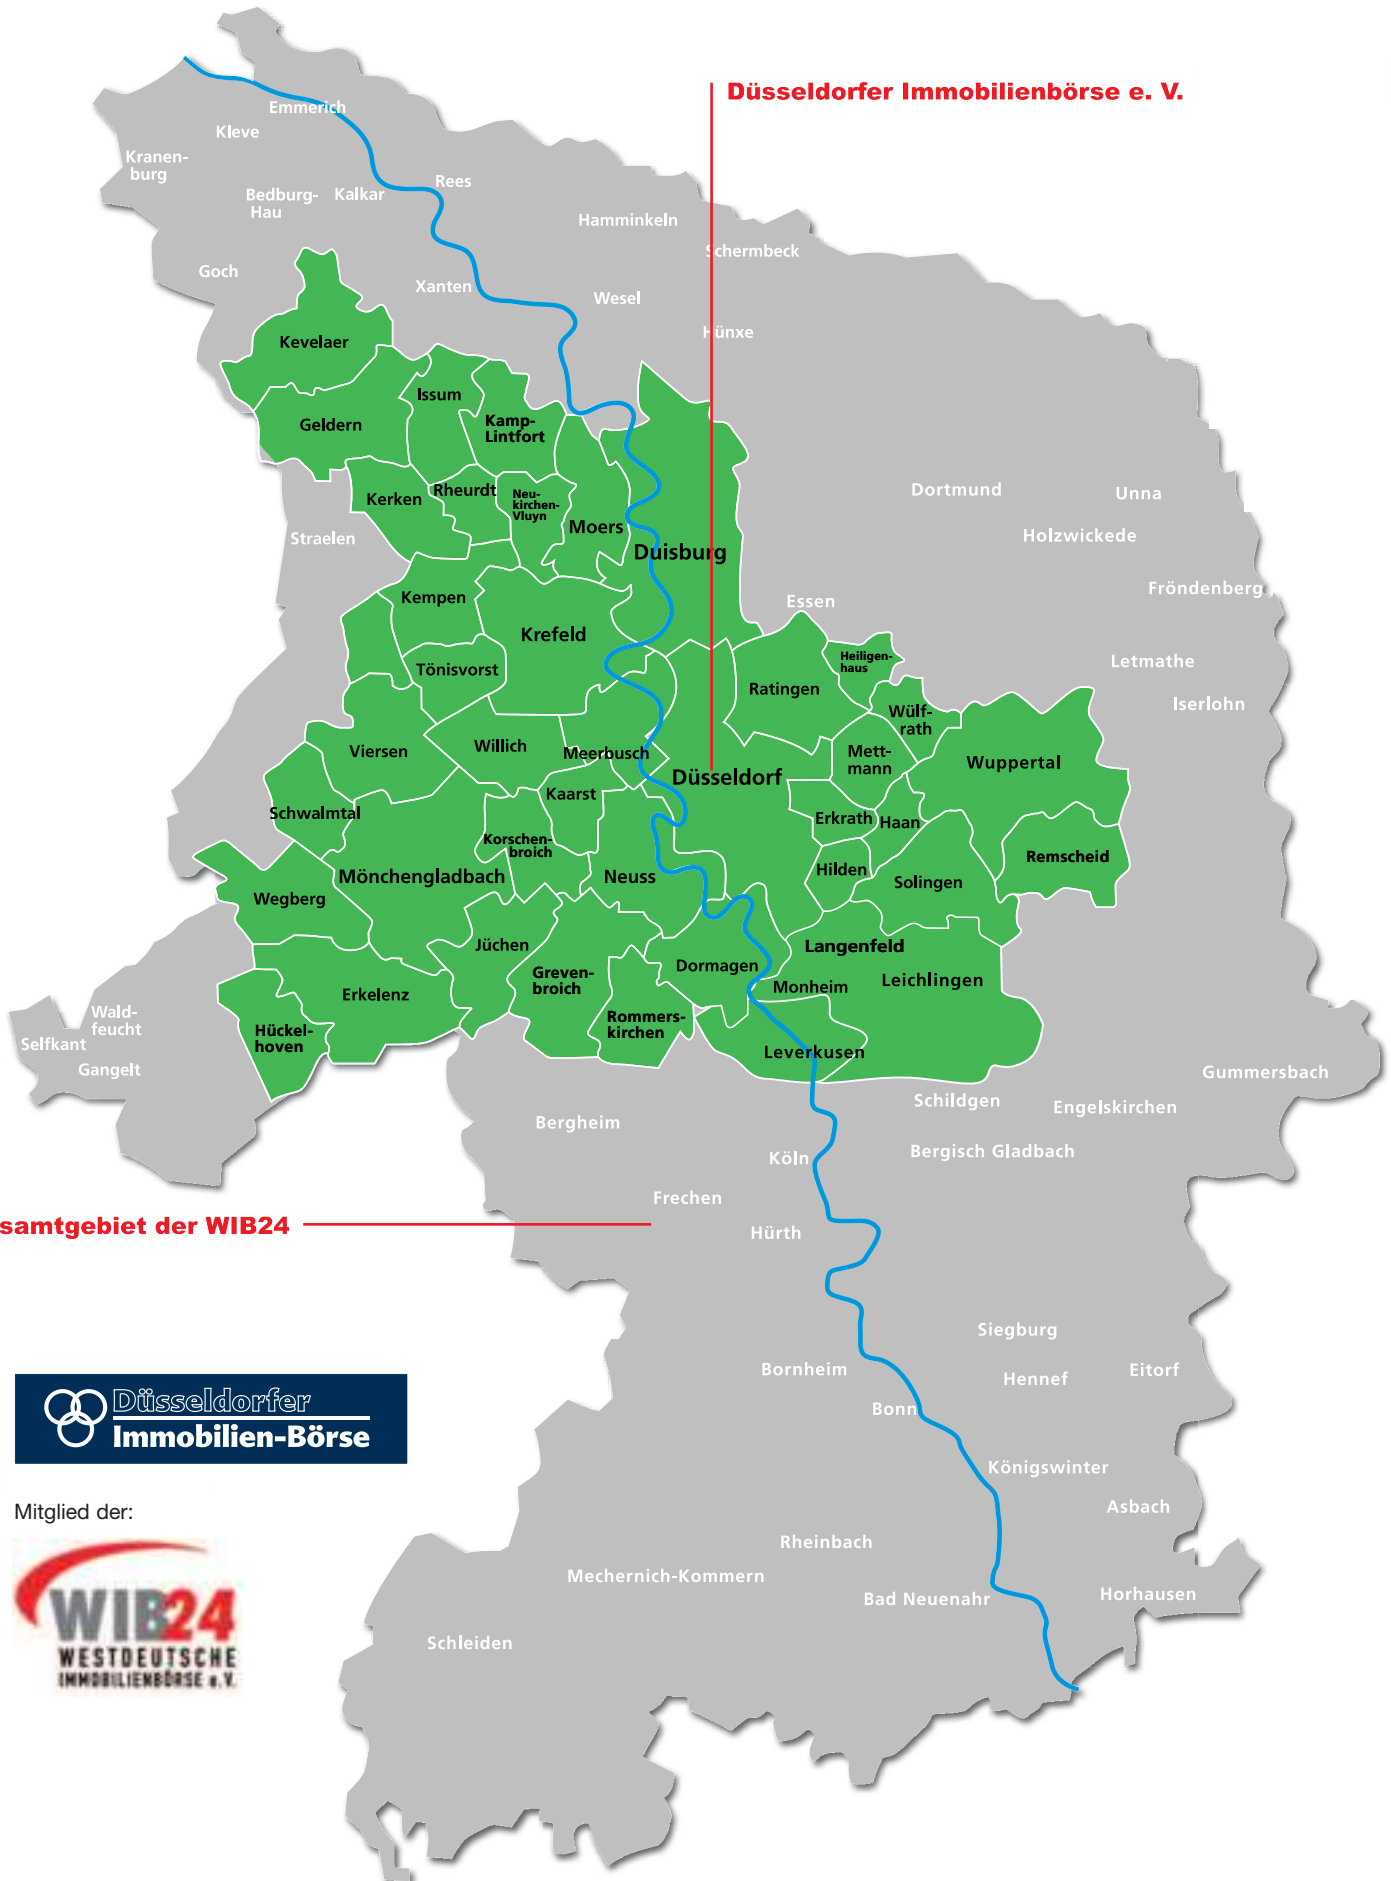 Düsseldorfer Immobilienbörse e. V.
Emmerich
Kleve
Kranen-
burg
Rees
Bedburg-
Hau
Kalkar
Hamminkeln
Schermbeck
Goch
Xanten
Wesel
Hünxe
Kevelaer
Issum
Geldern
Kamp-
Lintfort
Kerken
Rheurdt
Neu-
kirchen-
Vluyn
Moers
Dortmund
Unna
Straelen
Duisburg
Holzwickede
Fröndenberg
Kempen
Essen
Krefeld
Tönisvorst
Heiligen-
haus
Letmathe
Ratingen
Iserlohn
Wülf-
rath
Viersen
Willich
Meerbusch
Mett-
mann
Wuppertal
Düsseldorf
Kaarst
Schwalmtal
Erkrath
Haan
Korschen-
broich
Remscheid
Mönchengladbach
Neuss
Hilden
Solingen
Wegberg
Jüchen
Langenfeld
Dormagen
Grevenbroich
Leichlingen
Monheim
Erkelenz
Wald-
feucht
Rommers-
kirchen
Hückel-
hoven
Selfkant
Leverkusen
Gangelt
Gummersbach
Schildgen
Engelskirchen
Bergheim
Köln
Bergisch Gladbach
Frechen
samtgebiet der WIB24
Hürth
Siegburg
Bornheim
Hennef
Eitorf
Bonn
Düsseldorfer
Immobilien-Börse
Königswinter
Asbach
Mitglied der:
Rheinbach
Mechernich-Kommern
Bad Neuenahr
Horhausen
WIB24
WESTDEUTSCHE
IMMOBILIENBÖRSE e.V.
Schleiden